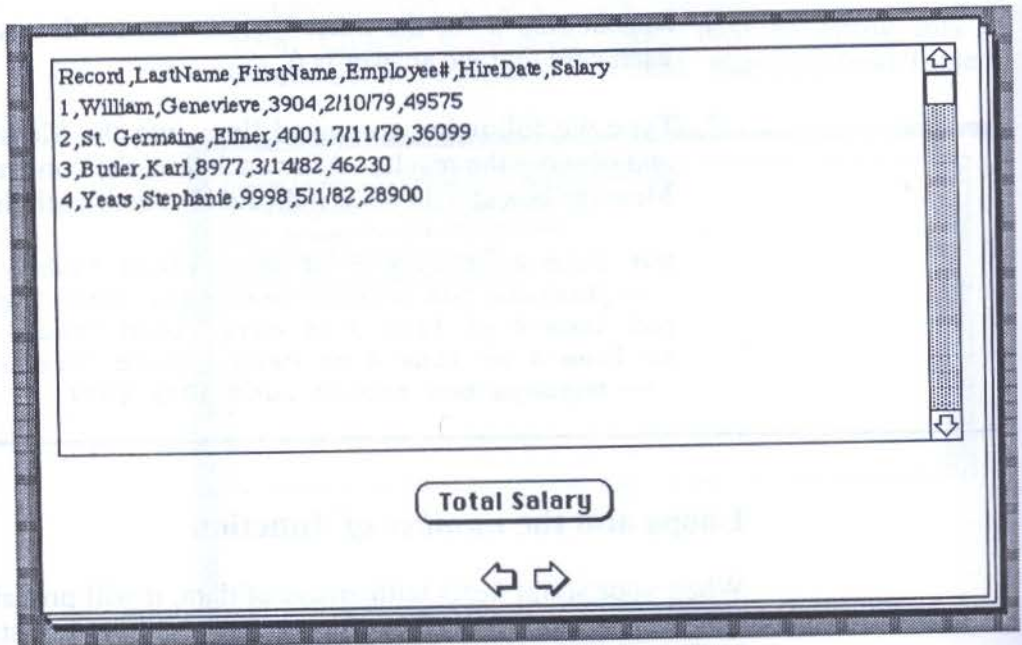 Record,LastName,FirstName,Employee#,HireDate,Salary
1,William,Genevieve,3904,2/10/79,49575
2,St. Germaine,Elmer,4001,7/11/79,36099
3,Butler,Karl,8977,3/14/82,46230
4,Yeats,Stephanie,9998,5/1/82,28900
Total Salary